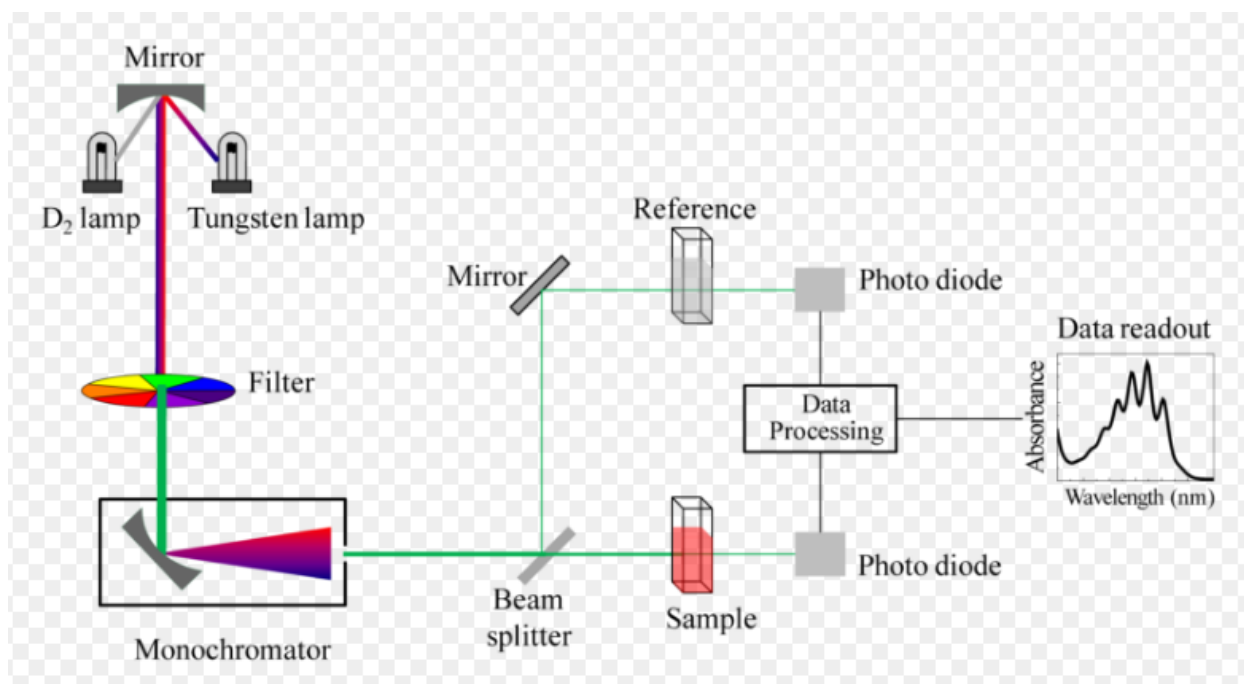 Mirror
D₂ lamp
Tungsten lamp
Filter
Monochromator
Beam
splitter
Mirror
Reference
Sample
Photo diode
Photo diode
Data
Processing
Data readout
Absorbance
Wavelength (nm)